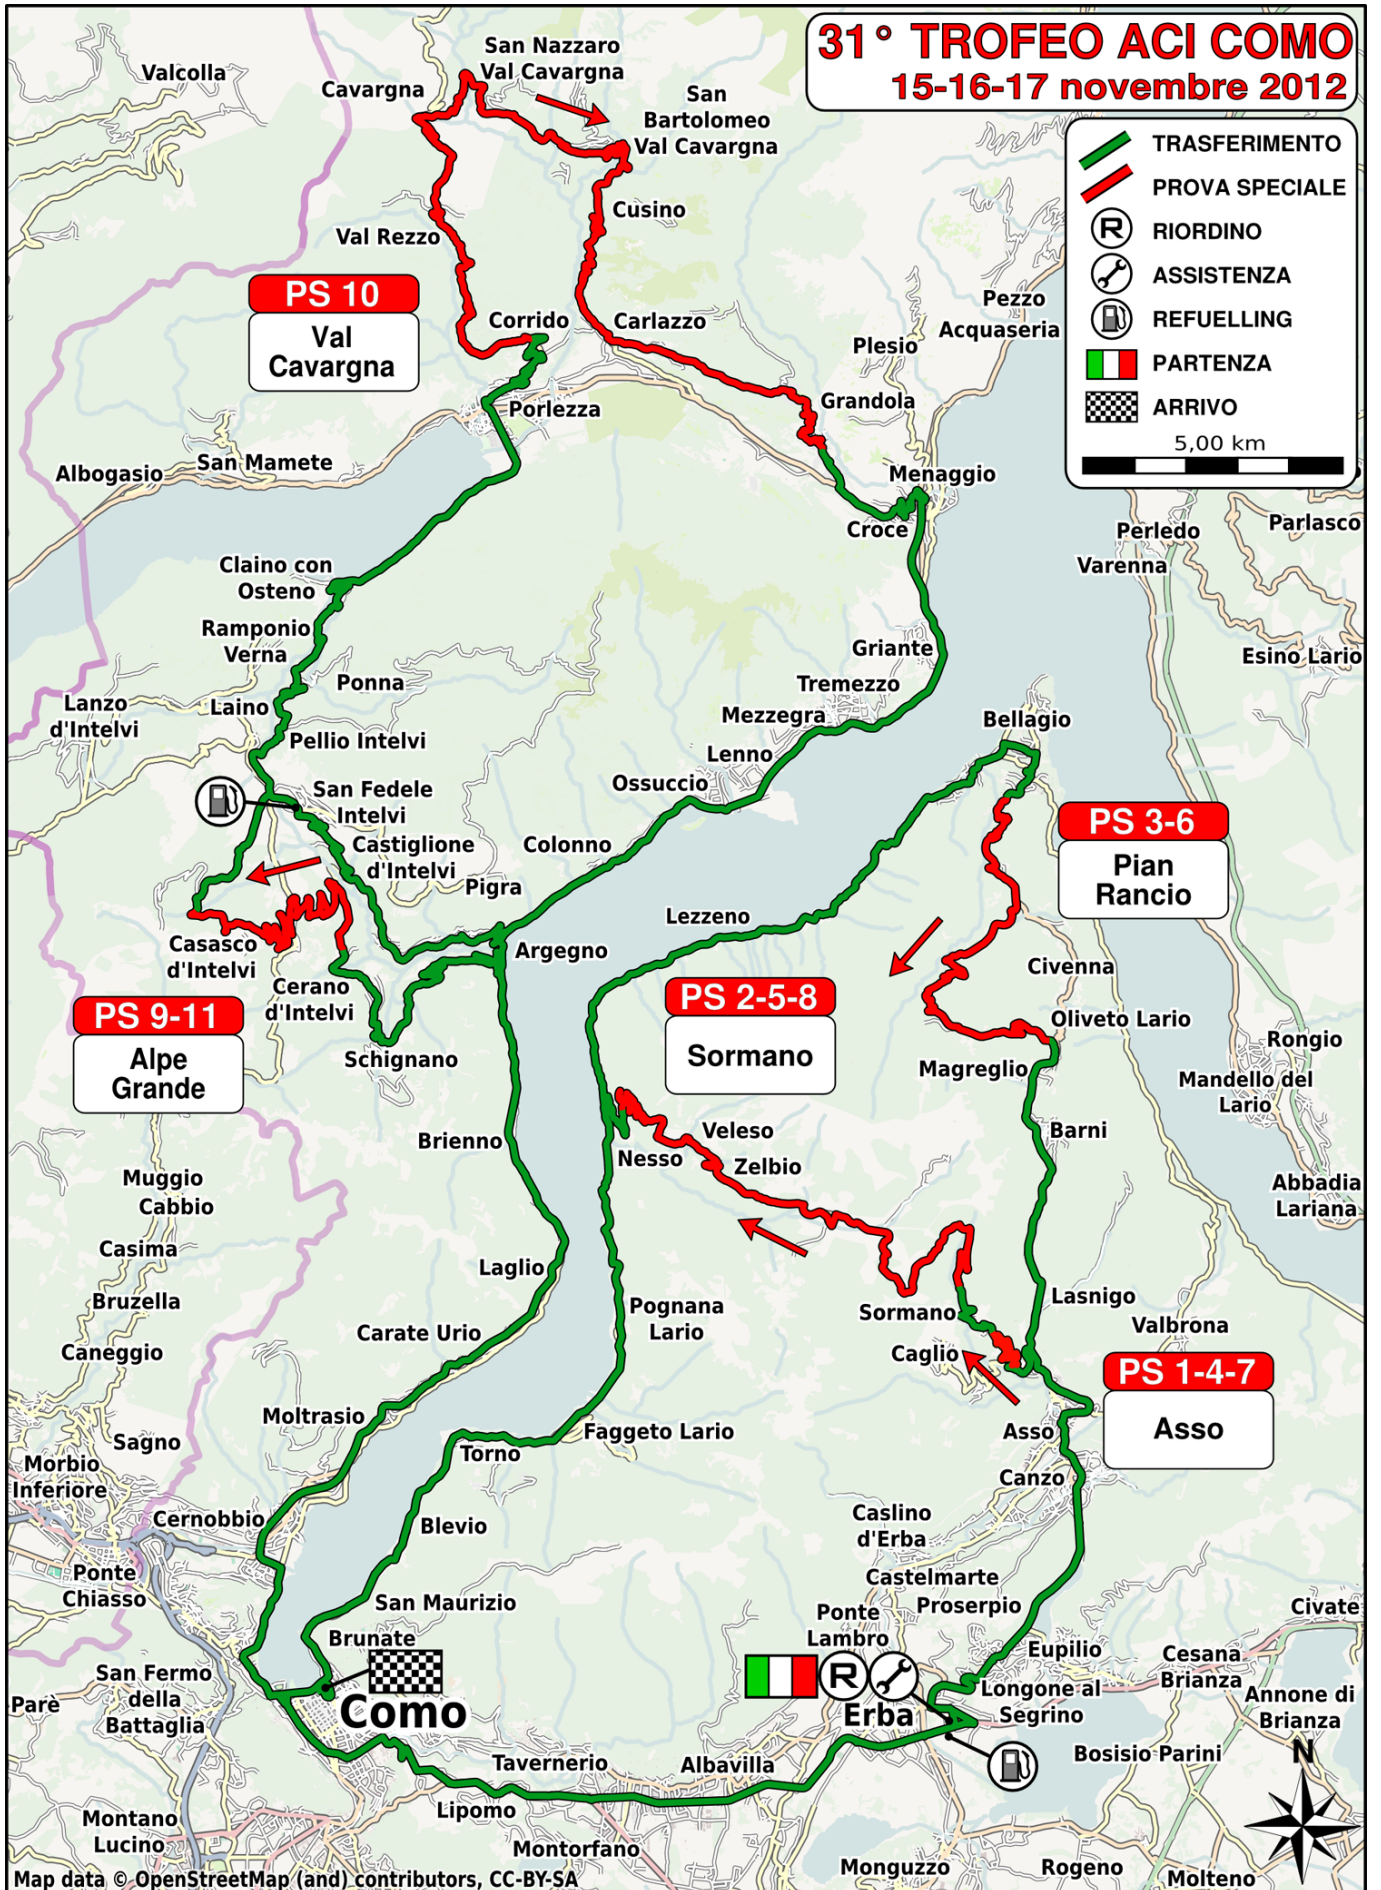 31° TROFEO ACI COMO
15-16-17 novembre 2012
TRASFERIMENTO
PROVA SPECIALE
R
RIORDINO
ASSISTENZA
REFUELLING
PARTENZA
ARRIVO
5,00 km
Valcolla
San Nazzaro
Val Cavargna
Cavargna
San
Bartolomeo
Val Cavargna
Cusino
Val Rezzo
PS 10
Val
Cavargna
Corrido
Carlazzo
Pezzo
Acquaseria
Plesio
Grandola
Porlezza
San Mamete
Albogasio
Menaggio
Croce
Perledo
Parlasco
Varenna
Claino con
Osteno
Ramponio
Verna
Griante
Esino Lario
Ponna
Tremezzo
Lanzo
d'Intelvi
Laino
Mezzegra
Bellagio
Pellio Intelvi
Lenno
San Fedele
Intelvi
Ossuccio
PS 3-6
Pian
Rancio
Castiglione
d'Intelvi
Colonno
Pigra
Lezzeno
Casasco
d'Intelvi
Argegno
Civenna
Cerano
d'Intelvi
PS 2-5-8
Sormano
PS 9-11
Alpe
Grande
Oliveto Lario
Schignano
Rongio
Magreglio
Mandello del
Lario
Brienno
Veleso
Barni
Nesso
Zelbio
Muggio
Cabbio
Abbadia
Lariana
Casima
Laglio
Bruzella
Pognana
Lario
Sormano
Lasnigo
Valbrona
Carate Urio
Caneggio
Caglio
PS 1-4-7
Asso
Moltrasio
Faggeto Lario
Asso
Sagno
Torno
Morbio
Inferiore
Canzo
Cernobbio
Blevio
Caslino
d'Erba
Ponte
Chiasso
Castelmarte
San Maurizio
Proserpio
Civate
Ponte
Lambro
Brunate
Eupilio
Cesana
Brianza
San Fermo
della
Battaglia
R
Longone al
Segrino
Parè
Como
Erba
Annone di
Brianza
Tavernerio
Albavilla
Bosisio Parini
N
Lipomo
Montano
Lucino
Montorfano
Monguzzo
Rogeno
Molteno
Map data © OpenStreetMap (and) contributors, CC-BY-SA